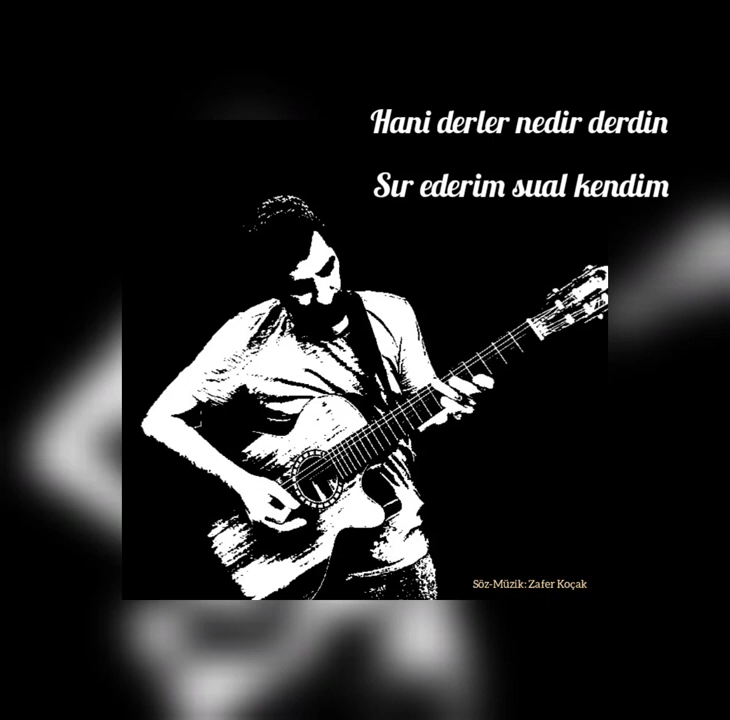 Hani derler nedir derdin
Sır ederim sual kendim
Söz-Müzik: Zafer Koçak